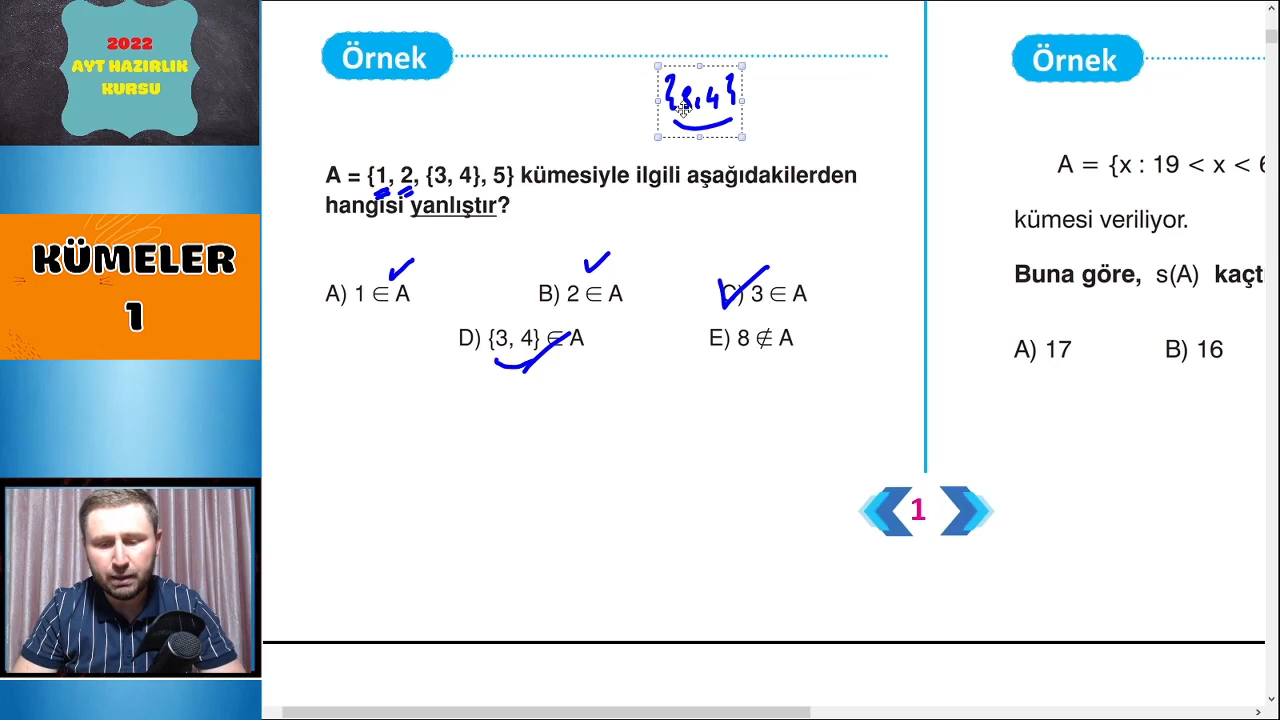 2022
AYT HAZIRLIK
KURSU
KÜMELER
1
Örnek
{3,4}
A = {1, 2, {3, 4}, 5} kümesiyle ilgili aşağıdakilerden
hangisi yanlıştır?
A) 1 ∈ A
B) 2 ∈ A
C) 3 ∈ A
D) {3, 4} ∈ A
E) 8 ∉ A
1
Örnek
A = {x : 19 < x < 6
kümesi veriliyor.
Buna göre, s(A) kaçt
A) 17
B) 16